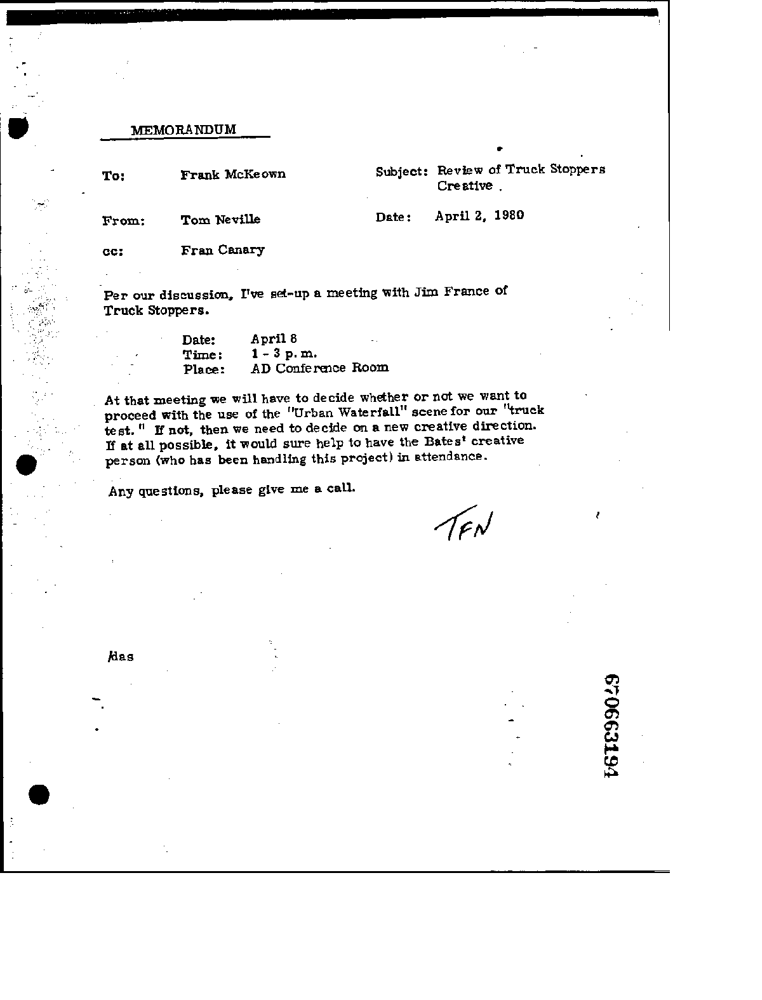 MEMORANDUM
To: Frank McKeown Subject: Review of Truck Stoppers
Creative .
From: Tom Neville Date: April 2, 1980
cc: Fran Canary
Per our discussion, I've set-up a meeting with Jim France of
Truck Stoppers.
Date: April 8
Time: 1 - 3 p. m.
Place: AD Conference Room
At that meeting we will have to decide whether or not we want to
proceed with the use of the "Urban Waterfall" scene for our "truck
test. " If not, then we need to decide on a new creative direction.
If at all possible, it would sure help to have the Bates' creative
person (who has been handling this project) in attendance.
Any questions, please give me a call.
TFN
/das
670663194